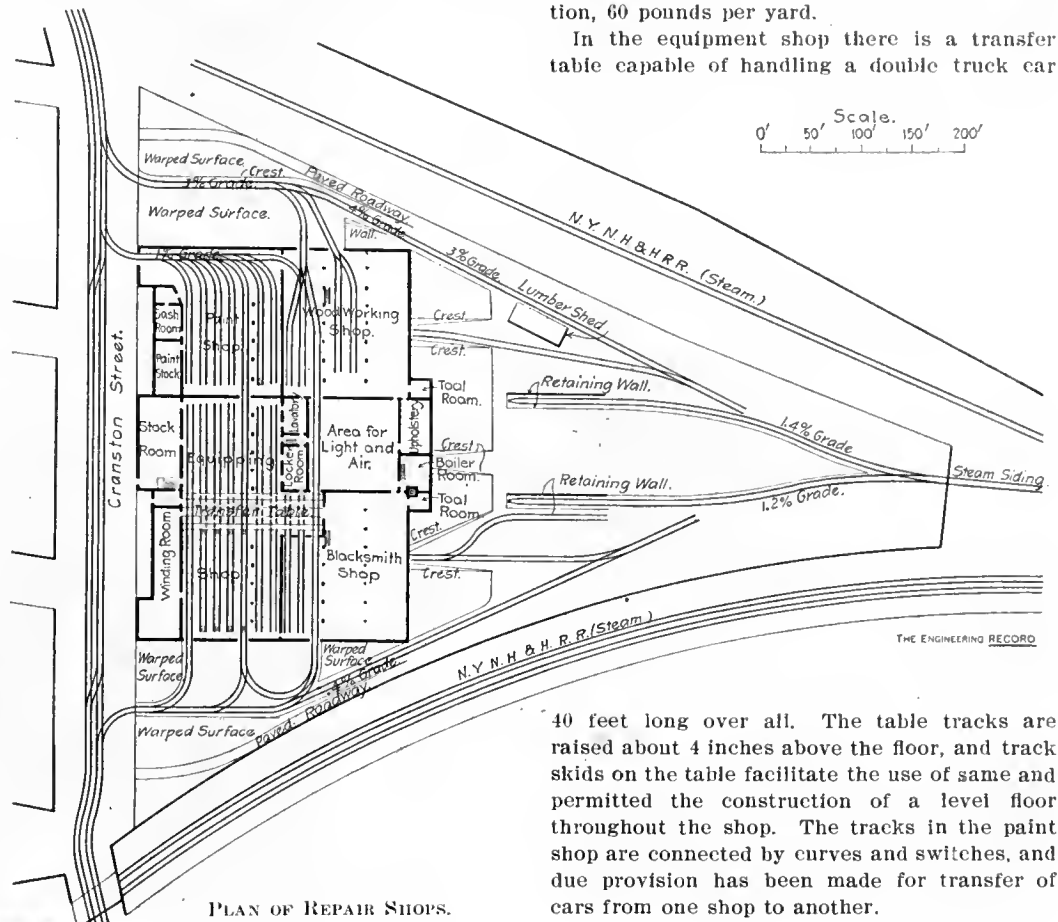 tion, 60 pounds per yard.
In the equipment shop there is a transfer
table capable of handling a double truck car
Scale.
0' 50' 100' 150' 200'
Warped Surface.
Crest.
3% Grade.
Warped Surface.
Paved Roadway
4% Grade
Wall.
3% Grade
N.Y. N.H & H R R. (Steam.)
Lumber Shed
1% Grade.
Cranston Street.
Sash
Room
Paint
Shop.
Wood Working
Shop.
Paint
Stock
Crest.
Crest.
Tool
Room.
Retaining Wall.
Stock
Room
Equipping
Lavatory
Locker
Room
Area for
Light and
Air.
Upholstery
Crest
Boiler
Room.
Tool
Room.
1.4% Grade
Steam Siding.
Retaining Wall.
1.2% Grade.
Transfer Table
Winding Room
Shop
Blacksmith
Shop
Crest.
Crest.
THE ENGINEERING RECORD
Warped
Surface
Warped
Surface
4% Grade
Paved Roadway.
N.Y N.H & H. R. R.(Steam)
Warped Surface
40 feet long over all. The table tracks are
raised about 4 inches above the floor, and track
skids on the table facilitate the use of same and
permitted the construction of a level floor
throughout the shop. The tracks in the paint
shop are connected by curves and switches, and
due provision has been made for transfer of
cars from one shop to another.
PLAN OF REPAIR SHOPS.